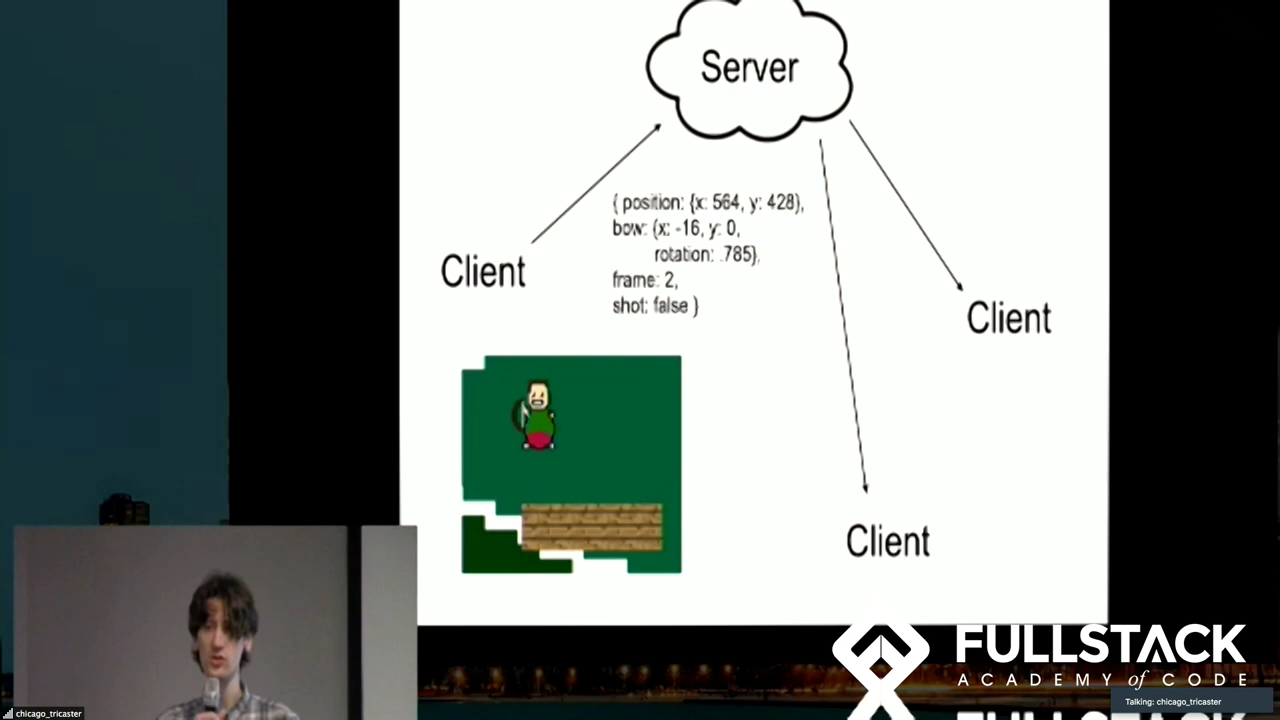 Server
{ position: {x: 564, y: 428},
bow: {x: -16, y: 0,
rotation: .785},
frame: 2,
shot: false }
Client
Client
Client
FULLSTACK
ACADEMY of CODE
Talking: chicago_tricaster
chicago_tricaster